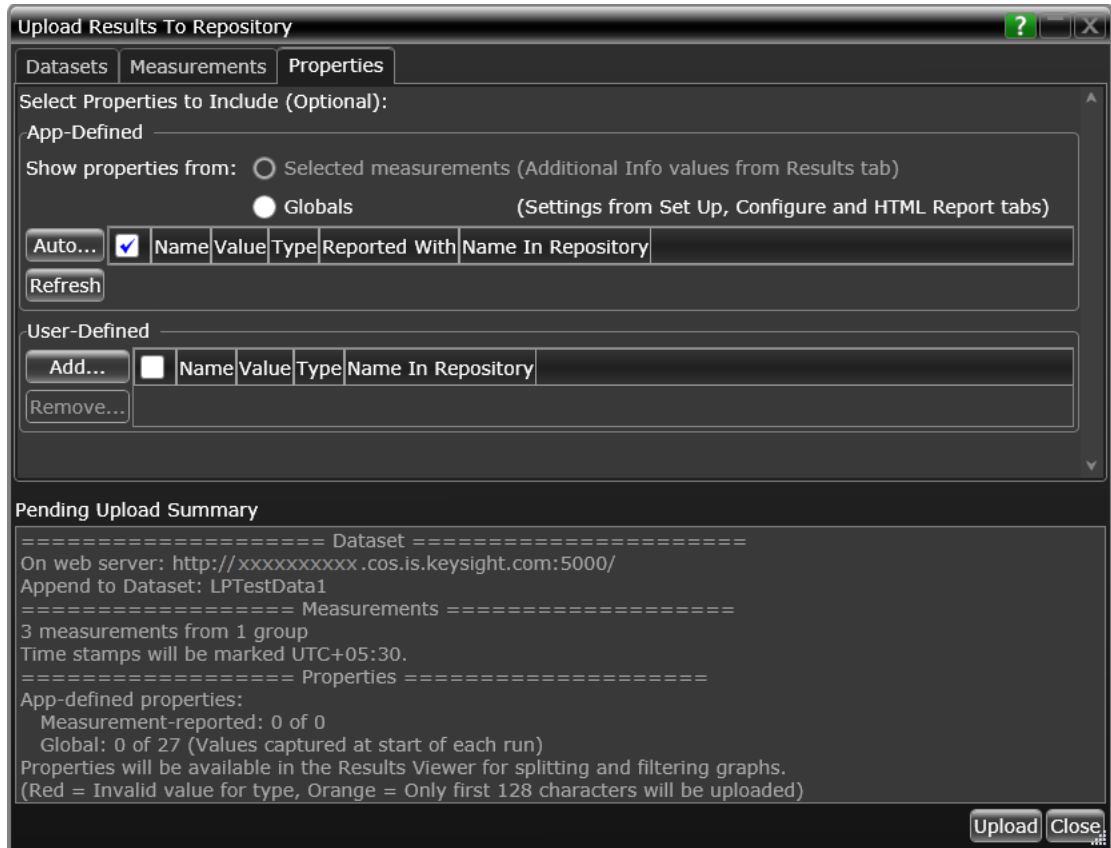 Upload Results To Repository
?
X
Datasets Measurements Properties
Select Properties to Include (Optional):
App-Defined
Show properties from: Selected measurements (Additional Info values from Results tab)
Globals (Settings from Set Up, Configure and HTML Report tabs)
Auto... Name Value Type Reported With Name In Repository
Refresh
User-Defined
Add... Name Value Type Name In Repository
Remove...
Pending Upload Summary
==================== Dataset ======================
On web server: http://xxxxxxxxxx.cos.is.keysight.com:5000/
Append to Dataset: LPTestData1
================== Measurements ===================
3 measurements from 1 group
Time stamps will be marked UTC+05:30.
================== Properties ====================
App-defined properties:
Measurement-reported: 0 of 0
Global: 0 of 27 (Values captured at start of each run)
Properties will be available in the Results Viewer for splitting and filtering graphs.
(Red = Invalid value for type, Orange = Only first 128 characters will be uploaded)
Upload Close